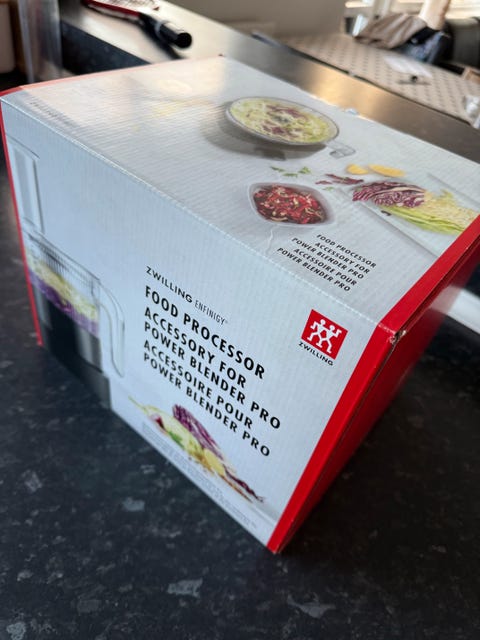 FOOD PROCESSOR
ACCESSORY FOR
POWER BLENDER PRO
ACCESSOIRE POUR
POWER BLENDER PRO
ZWILLING ENFINIGY
FOOD PROCESSOR
ACCESSORY FOR
POWER BLENDER PRO
ACCESSOIRE POUR
POWER BLENDER PRO
ZWILLING